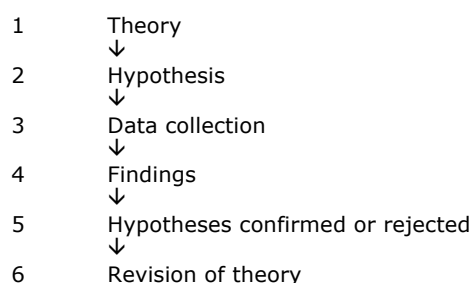 1 Theory
↓
2 Hypothesis
↓
3 Data collection
↓
4 Findings
↓
5 Hypotheses confirmed or rejected
↓
6 Revision of theory